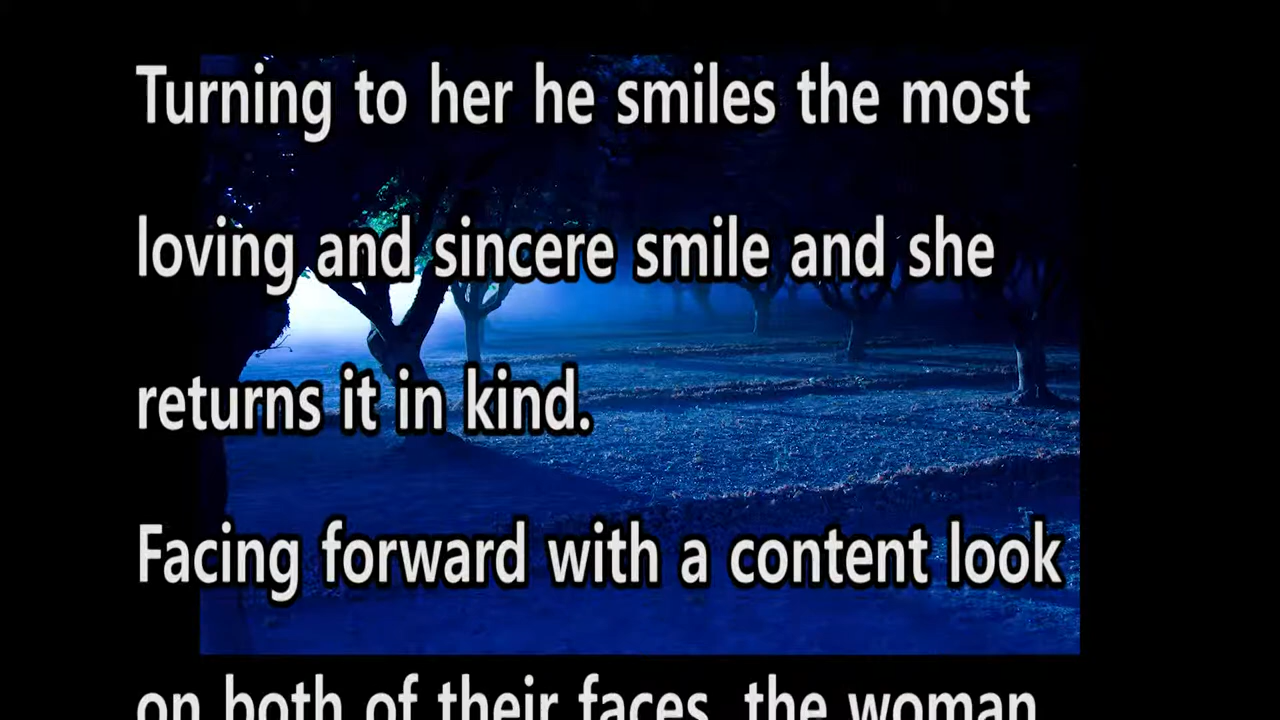 Turning to her he smiles the most
loving and sincere smile and she
returns it in kind.
Facing forward with a content look
on both of their faces, the woman